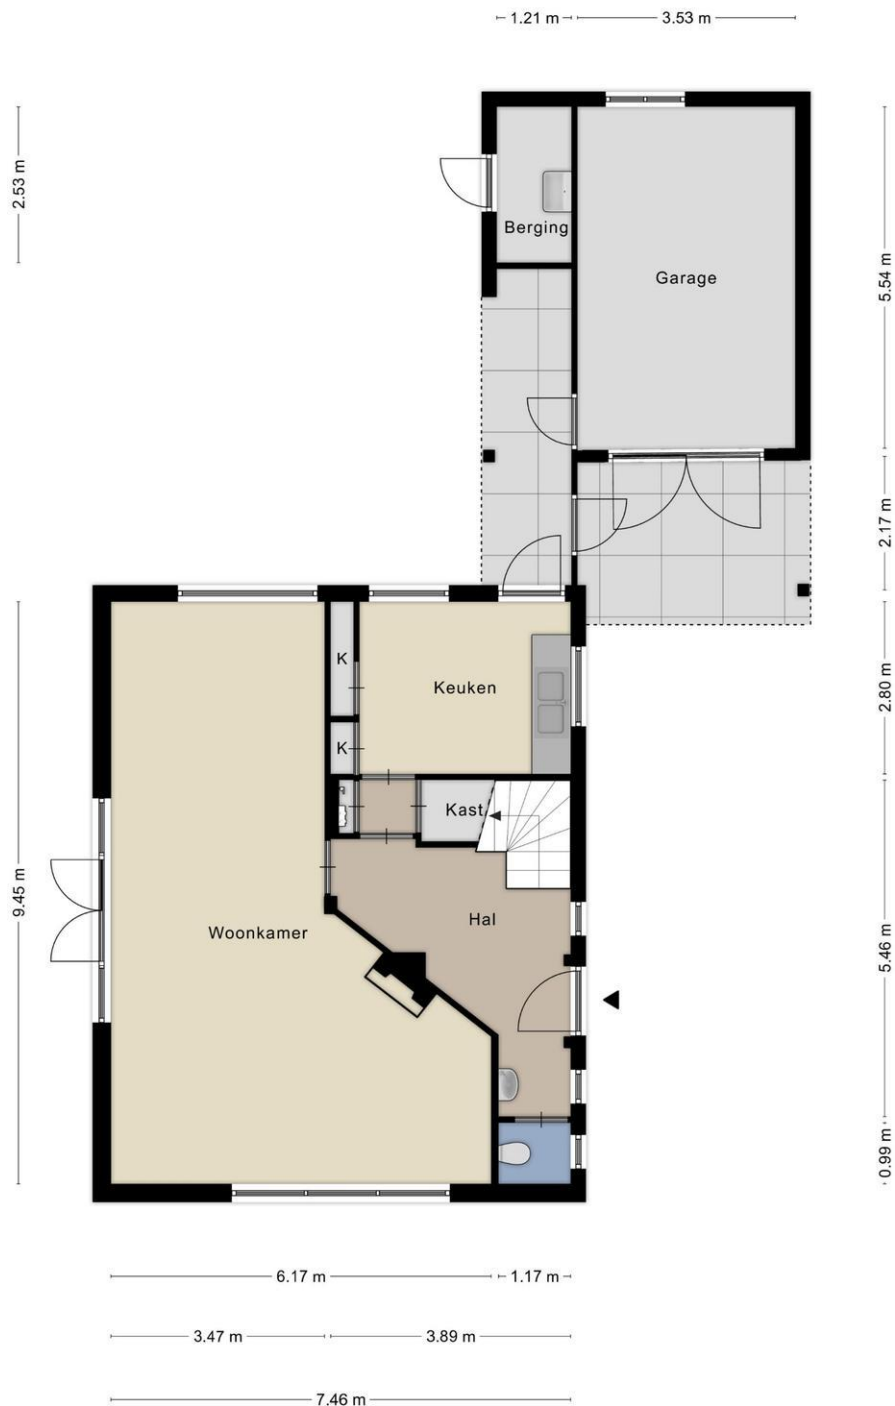 1.21 m
3.53 m
2.53 m
Berging
Garage
5.54 m
2.17 m
K
Keuken
2.80 m
K
Kast
9.45 m
Woonkamer
Hal
5.46 m
0.99 m
6.17 m
1.17 m
3.47 m
3.89 m
7.46 m